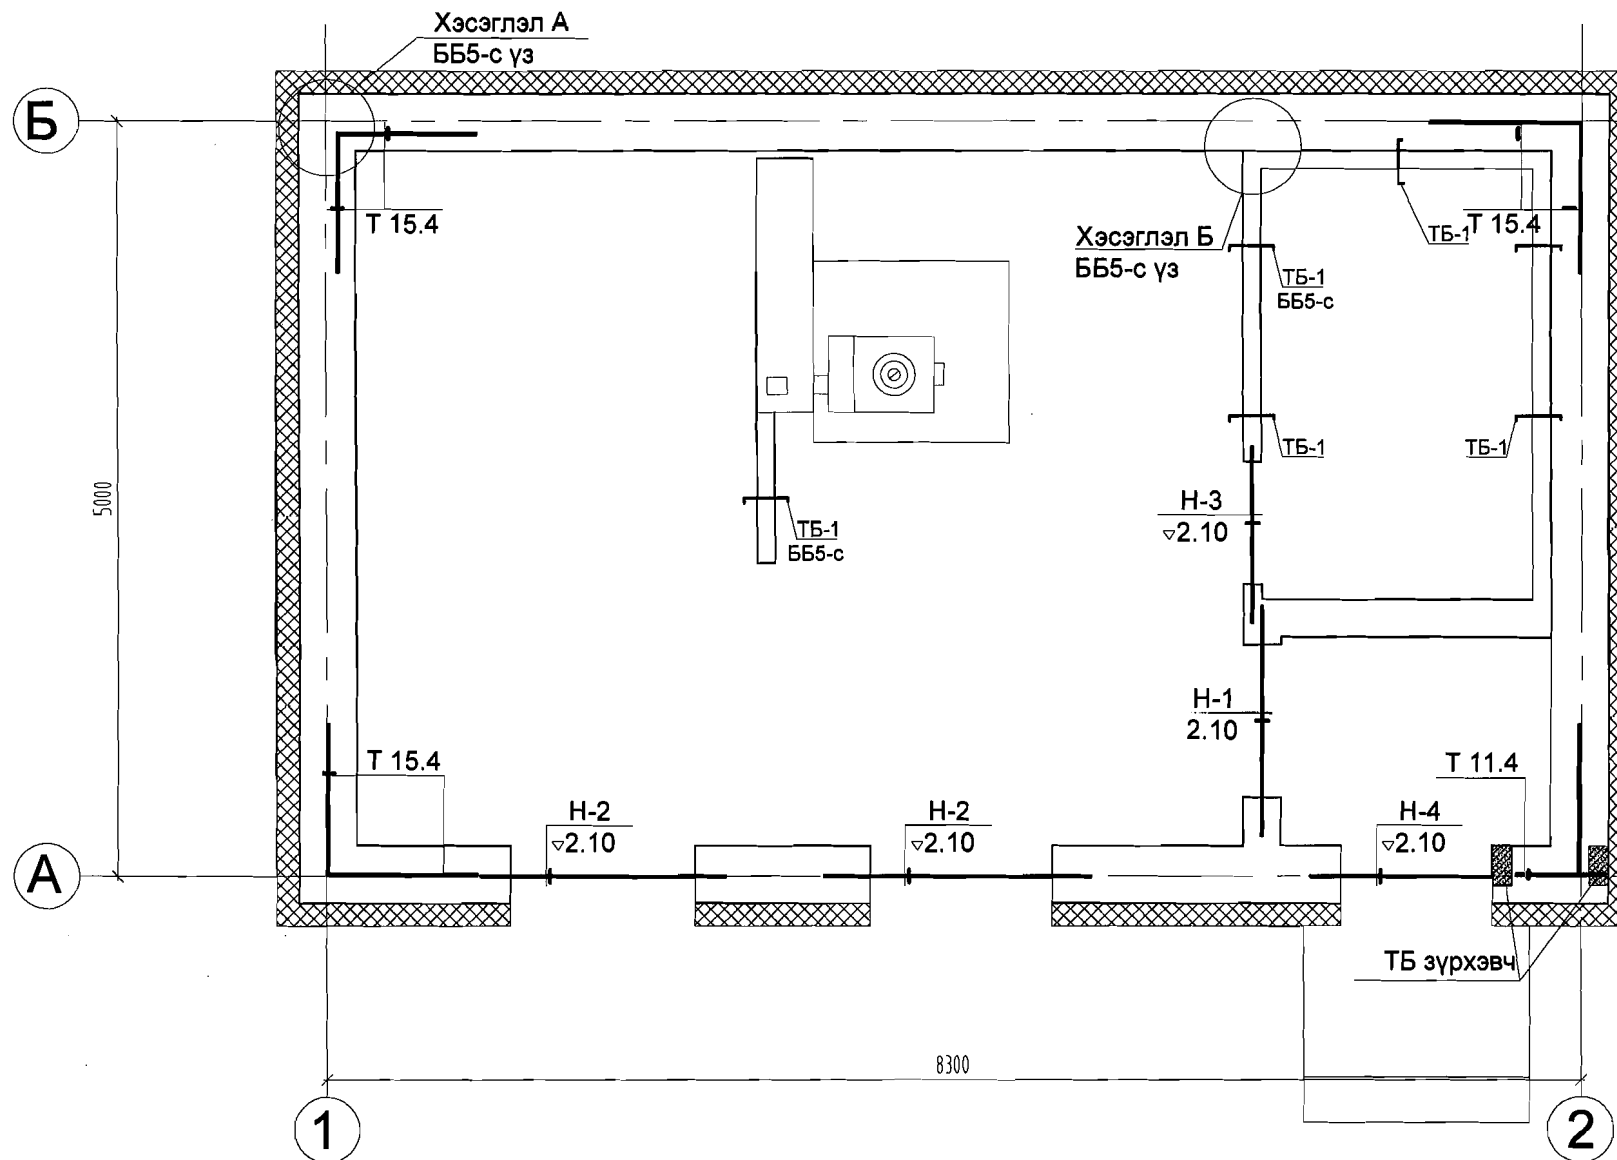 Хэсэглэл А
ББ5-с үз
Б
Т 15.4
Хэсэглэл Б
ББ5-с үз
ТБ-1
Т 15.4
ТБ-1
ББ5-с
ТБ-1
ТБ-1
5000
ТБ-1
ББ5-с
Н-3
▿2.10
Н-1
2.10
Т 15.4
Т 11.4
Н-2
▿2.10
Н-2
▿2.10
Н-4
▿2.10
А
ТБ зүрхэвч
8300
1
2